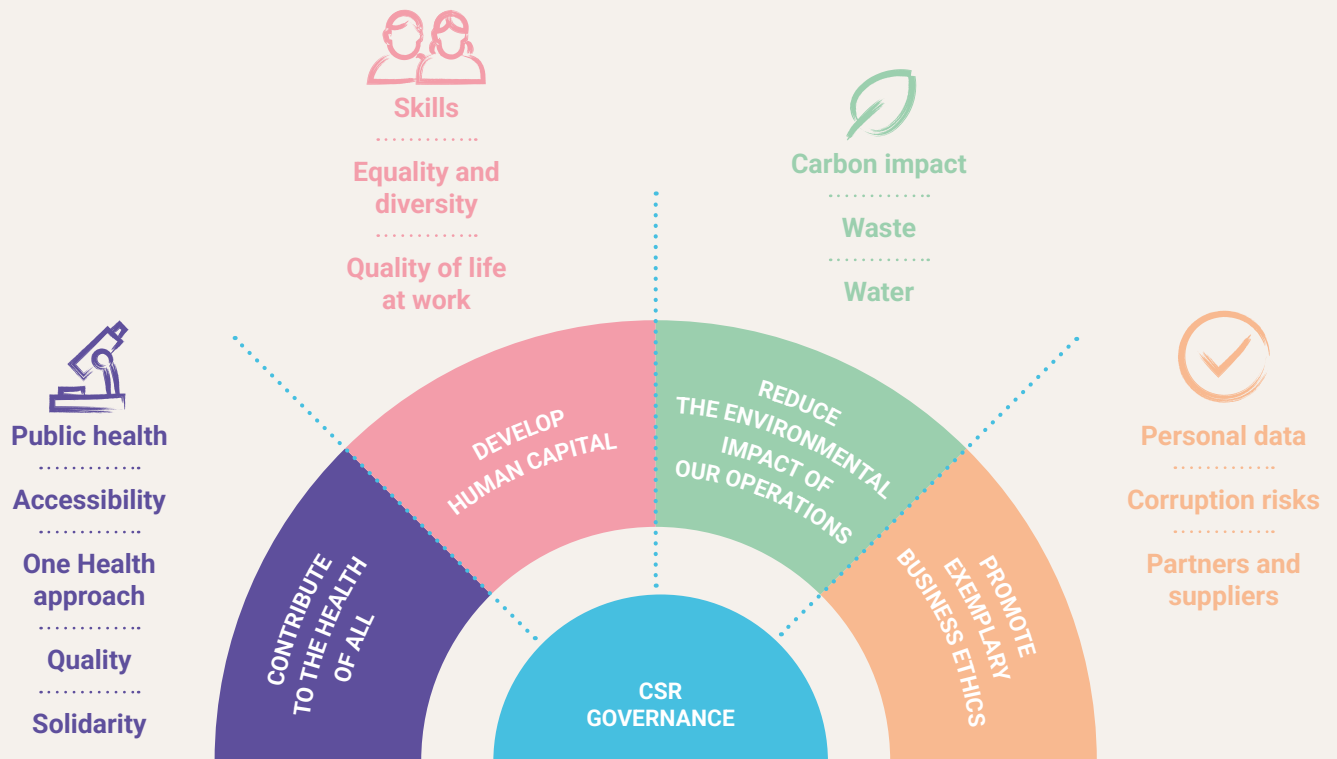 Skills
Equality and
diversity
Quality of life
at work
Carbon impact
Waste
Water
Public health
Accessibility
One Health
approach
Quality
Solidarity
Personal data
Corruption risks
Partners and
suppliers
CONTRIBUTE
TO THE HEALTH
OF ALL
DEVELOP
HUMAN CAPITAL
REDUCE
THE ENVIRONMENTAL
IMPACT OF
OUR OPERATIONS
PROMOTE
EXEMPLARY
BUSINESS ETHICS
CSR
GOVERNANCE